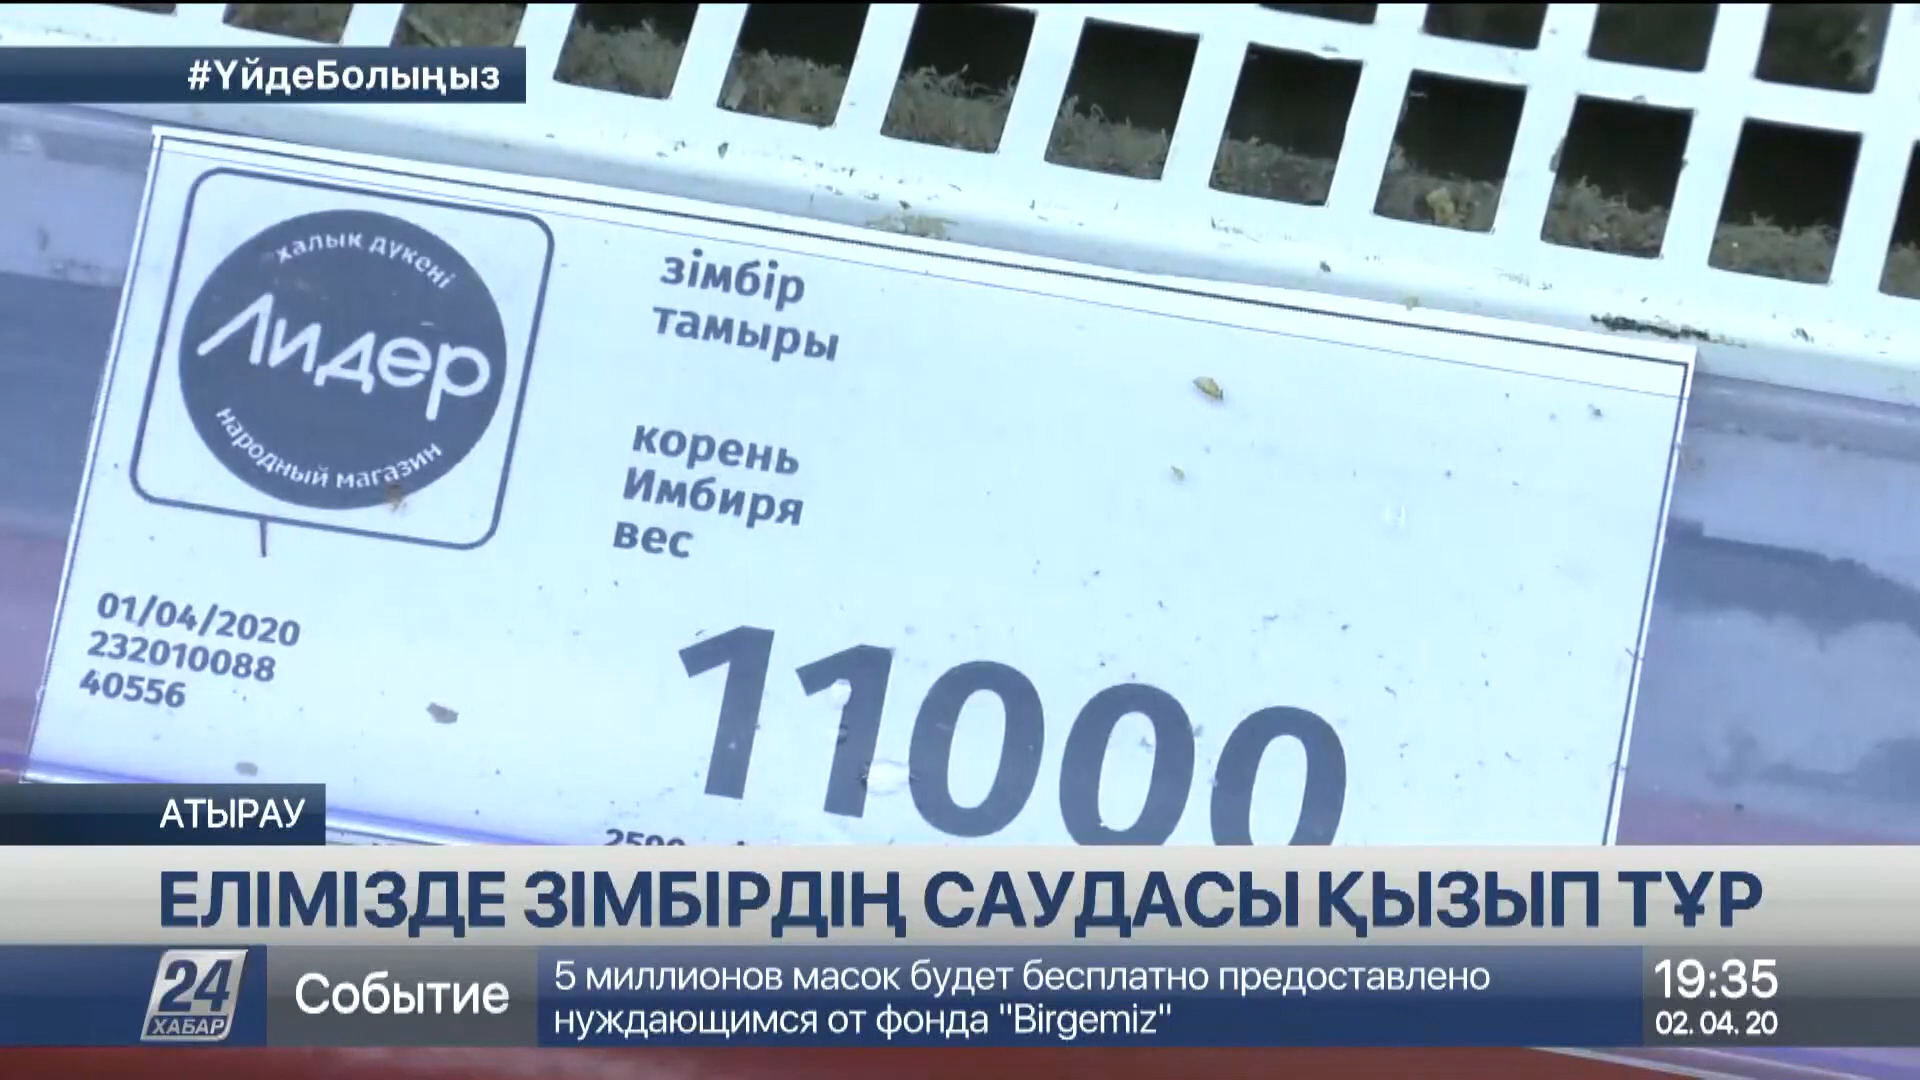 #ҮйдеБолыңыз
халық дүкені
Лидер
народный магазин
зімбір
тамыры
корень
Имбиря
вес
01/04/2020
232010088
40556
11000
АТЫРАУ
ЕЛІМІЗДЕ ЗІМБІРДІҢ САУДАСЫ ҚЫЗЫП ТҰР
24
ХАБАР
Событие
5 миллионов масок будет бесплатно предоставлено
нуждающимся от фонда "Birgemiz"
19:35
02. 04. 20